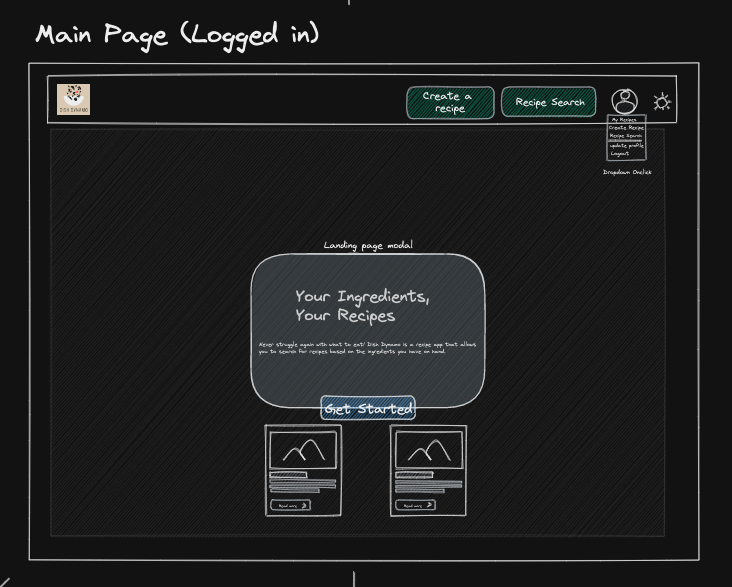 Main Page (Logged in)
DISH DYNAMO
Create a
recipe
Recipe Search
My Recipes
Create Recipe
Recipe Search
update profile
Logout
Dropdown Onclick
Landing page modal
Your Ingredients,
Your Recipes
Never struggle again with what to eat! Dish Dynamo is a recipe app that allows
you to search for recipes based on the ingredients you have on hand.
Get Started
Read more
Read more